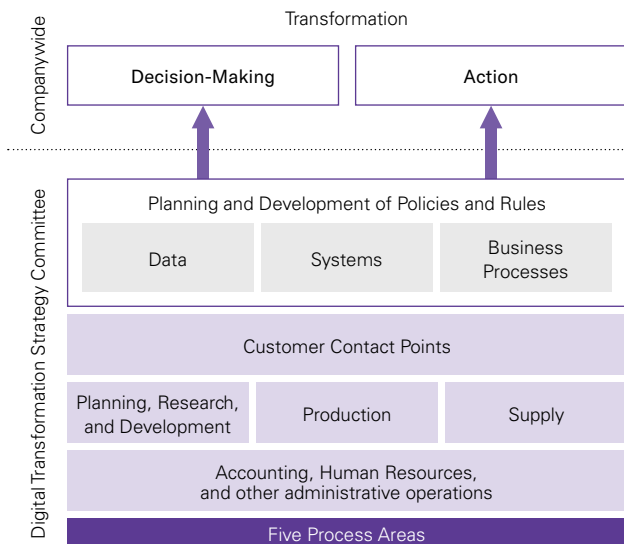 Transformation
Companywide
Decision-Making
Action
Digital Transformation Strategy Committee
Planning and Development of Policies and Rules
Data
Systems
Business
Processes
Customer Contact Points
Planning, Research,
and Development
Production
Supply
Accounting, Human Resources,
and other administrative operations
Five Process Areas